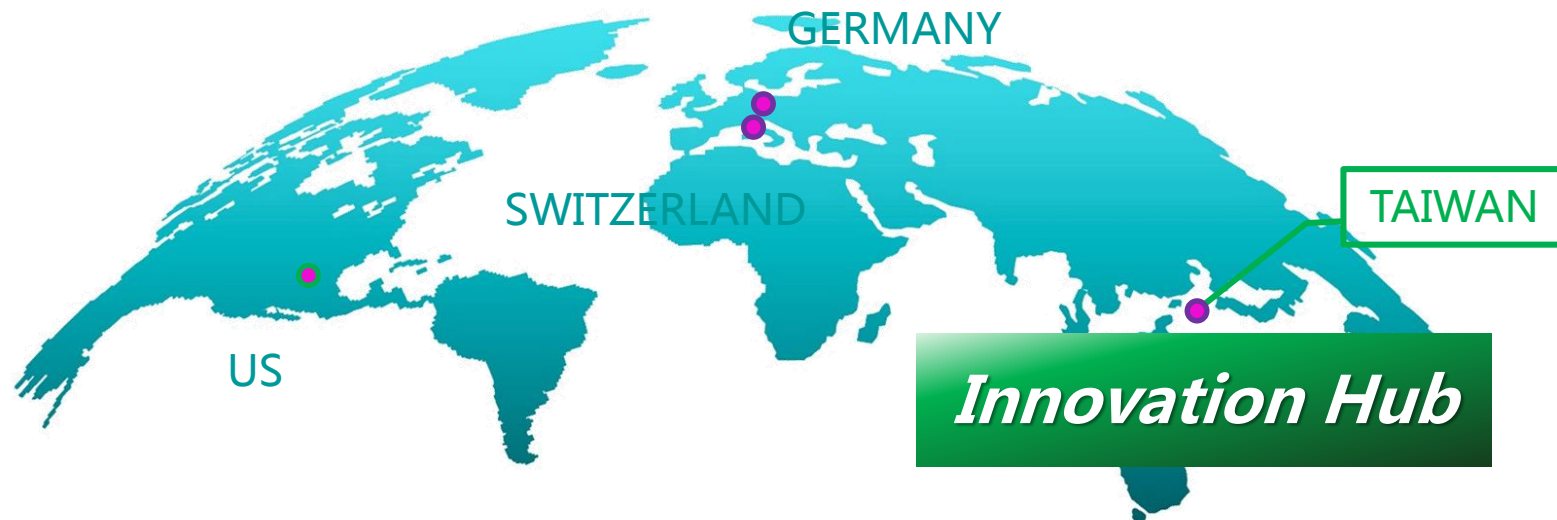 GERMANY
TAIWAN
SWITZERLAND
US
Innovation Hub